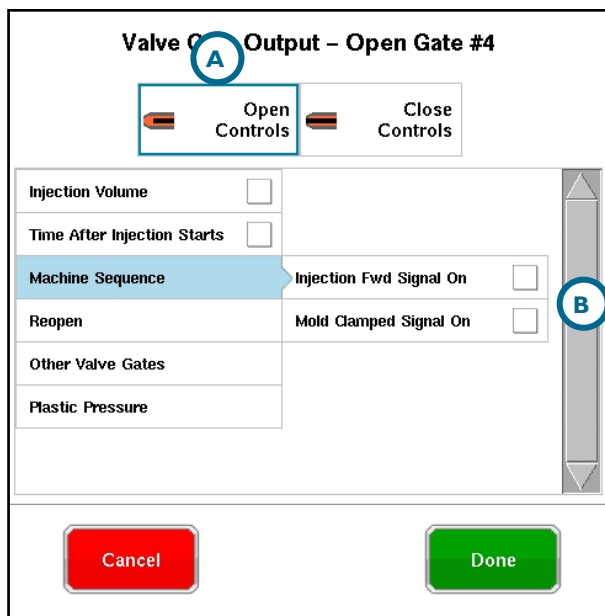 Valve G Output – Open Gate #4
A
Open
Controls
Close
Controls
Injection Volume
Time After Injection Starts
Machine Sequence
Injection Fwd Signal On
Reopen
Mold Clamped Signal On
Other Valve Gates
Plastic Pressure
B
Cancel
Done